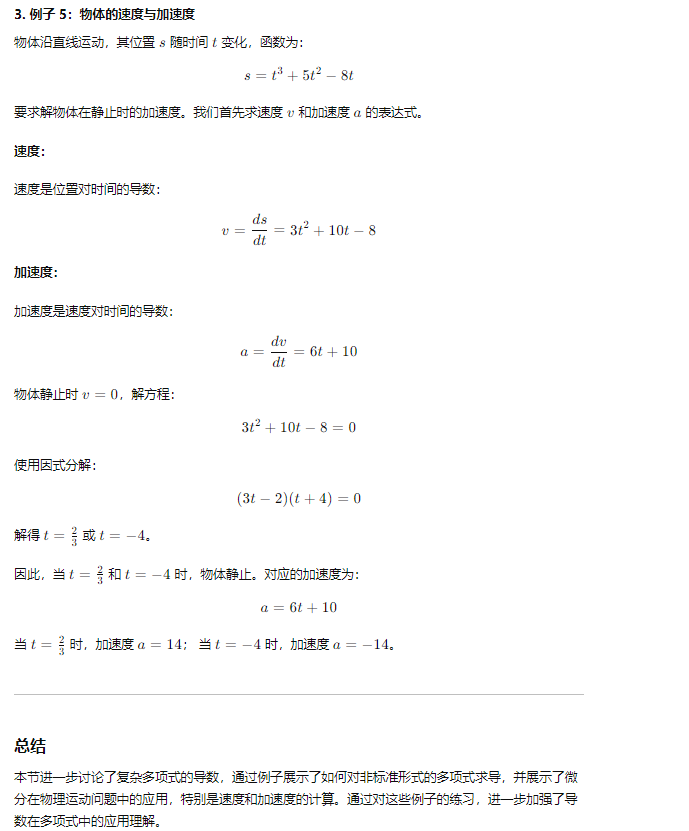 3. 例子 5：物体的速度与加速度
物体沿直线运动，其位置 s 随时间 t 变化，函数为：
s = t³ + 5t² − 8t
要求解物体在静止时的加速度。我们首先求速度 v 和加速度 a 的表达式。
速度：
速度是位置对时间的导数：
v = ds/dt = 3t² + 10t − 8
加速度：
加速度是速度对时间的导数：
a = dv/dt = 6t + 10
物体静止时 v = 0，解方程：
3t² + 10t − 8 = 0
使用因式分解：
(3t − 2)(t + 4) = 0
解得 t = 2/3 或 t = −4。
因此，当 t = 2/3 和 t = −4 时，物体静止。对应的加速度为：
a = 6t + 10
当 t = 2/3 时，加速度 a = 14； 当 t = −4 时，加速度 a = −14。
总结
本节进一步讨论了复杂多项式的导数，通过例子展示了如何对非标准形式的多项式求导，并展示了微
分在物理运动问题中的应用，特别是速度和加速度的计算。通过对这些例子的练习，进一步加强了导
数在多项式中的应用理解。